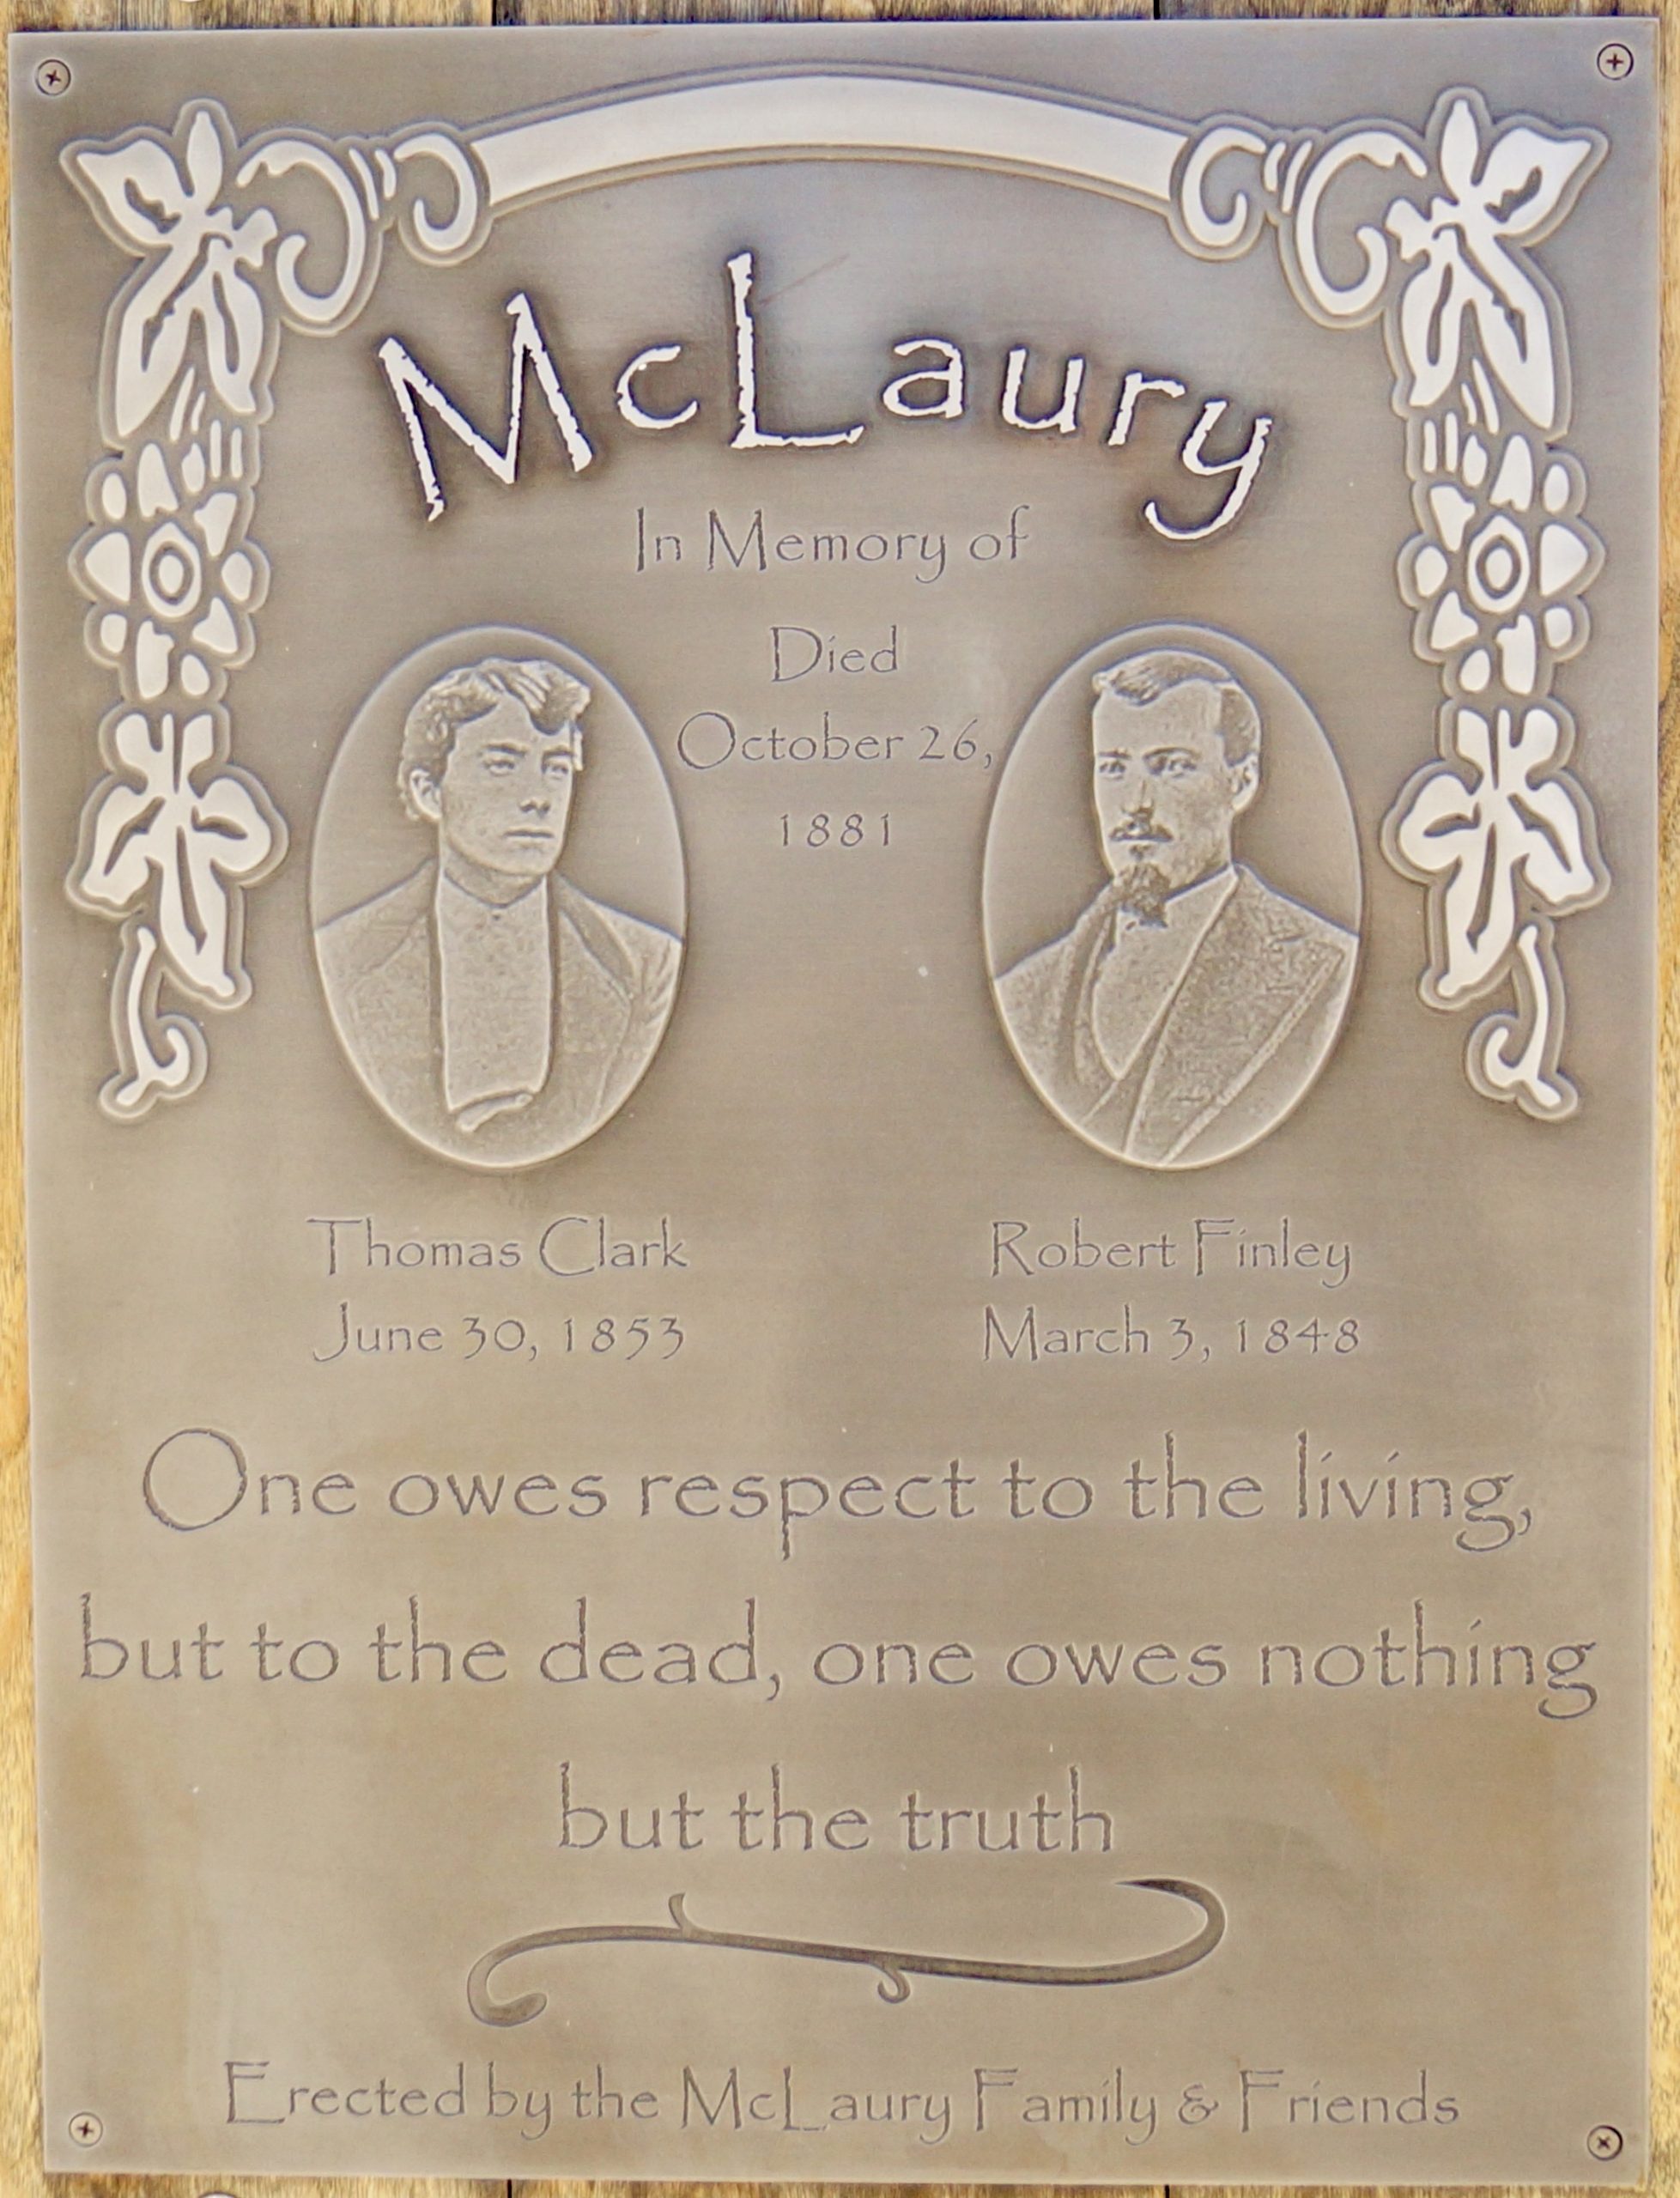 McLaury
In Memory of
Died
October 26,
1881
Thomas Clark
June 30, 1853
Robert Finley
March 3, 1848
One owes respect to the living,
but to the dead, one owes nothing
but the truth
Erected by the McLaury Family & Friends